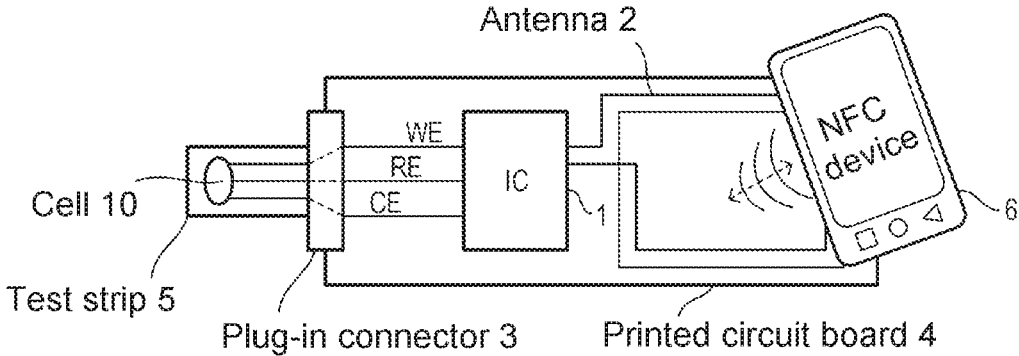 Antenna 2
NFC
device
WE
RE
CE
IC
1
6
Cell 10
Test strip 5
Plug-in connector 3
Printed circuit board 4